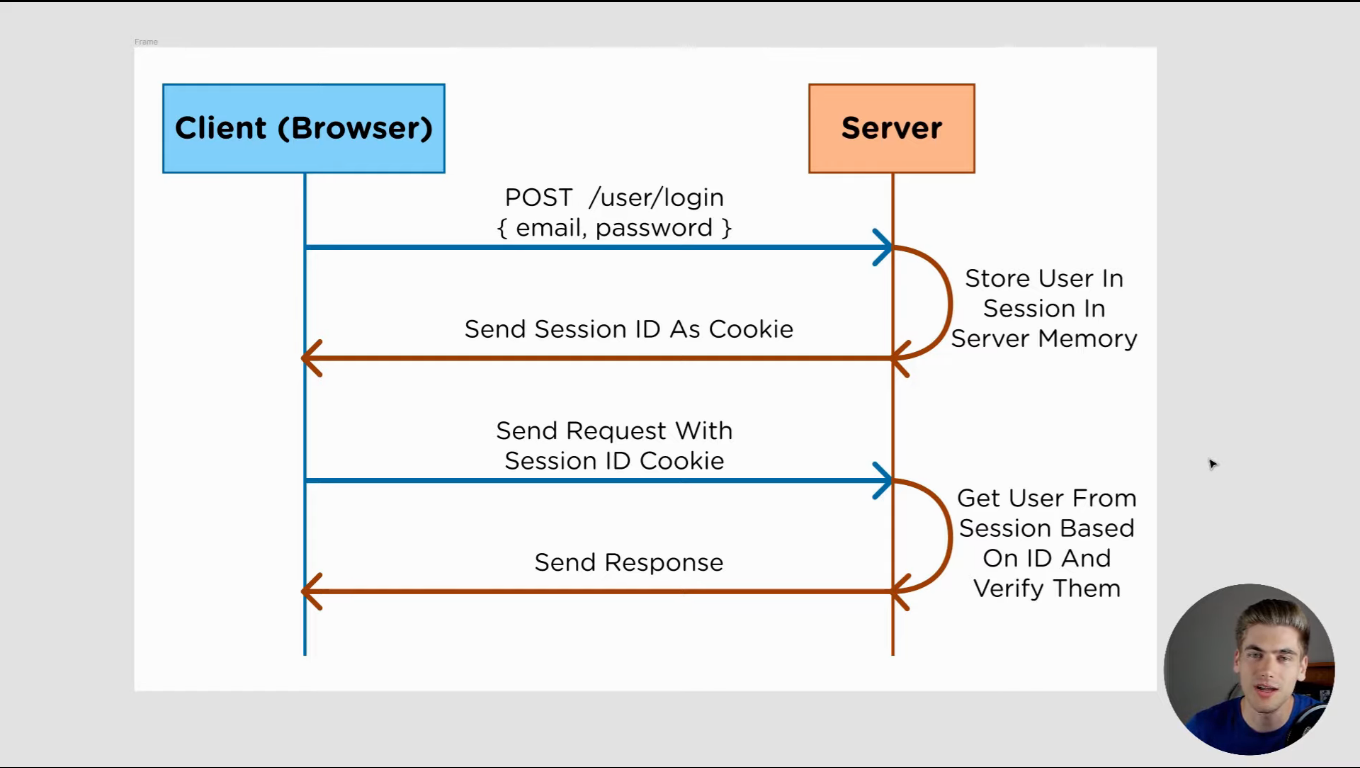 Frame
Client (Browser)
Server
POST /user/login
{ email, password }
Store User In
Session In
Server Memory
Send Session ID As Cookie
Send Request With
Session ID Cookie
Get User From
Session Based
On ID And
Verify Them
Send Response